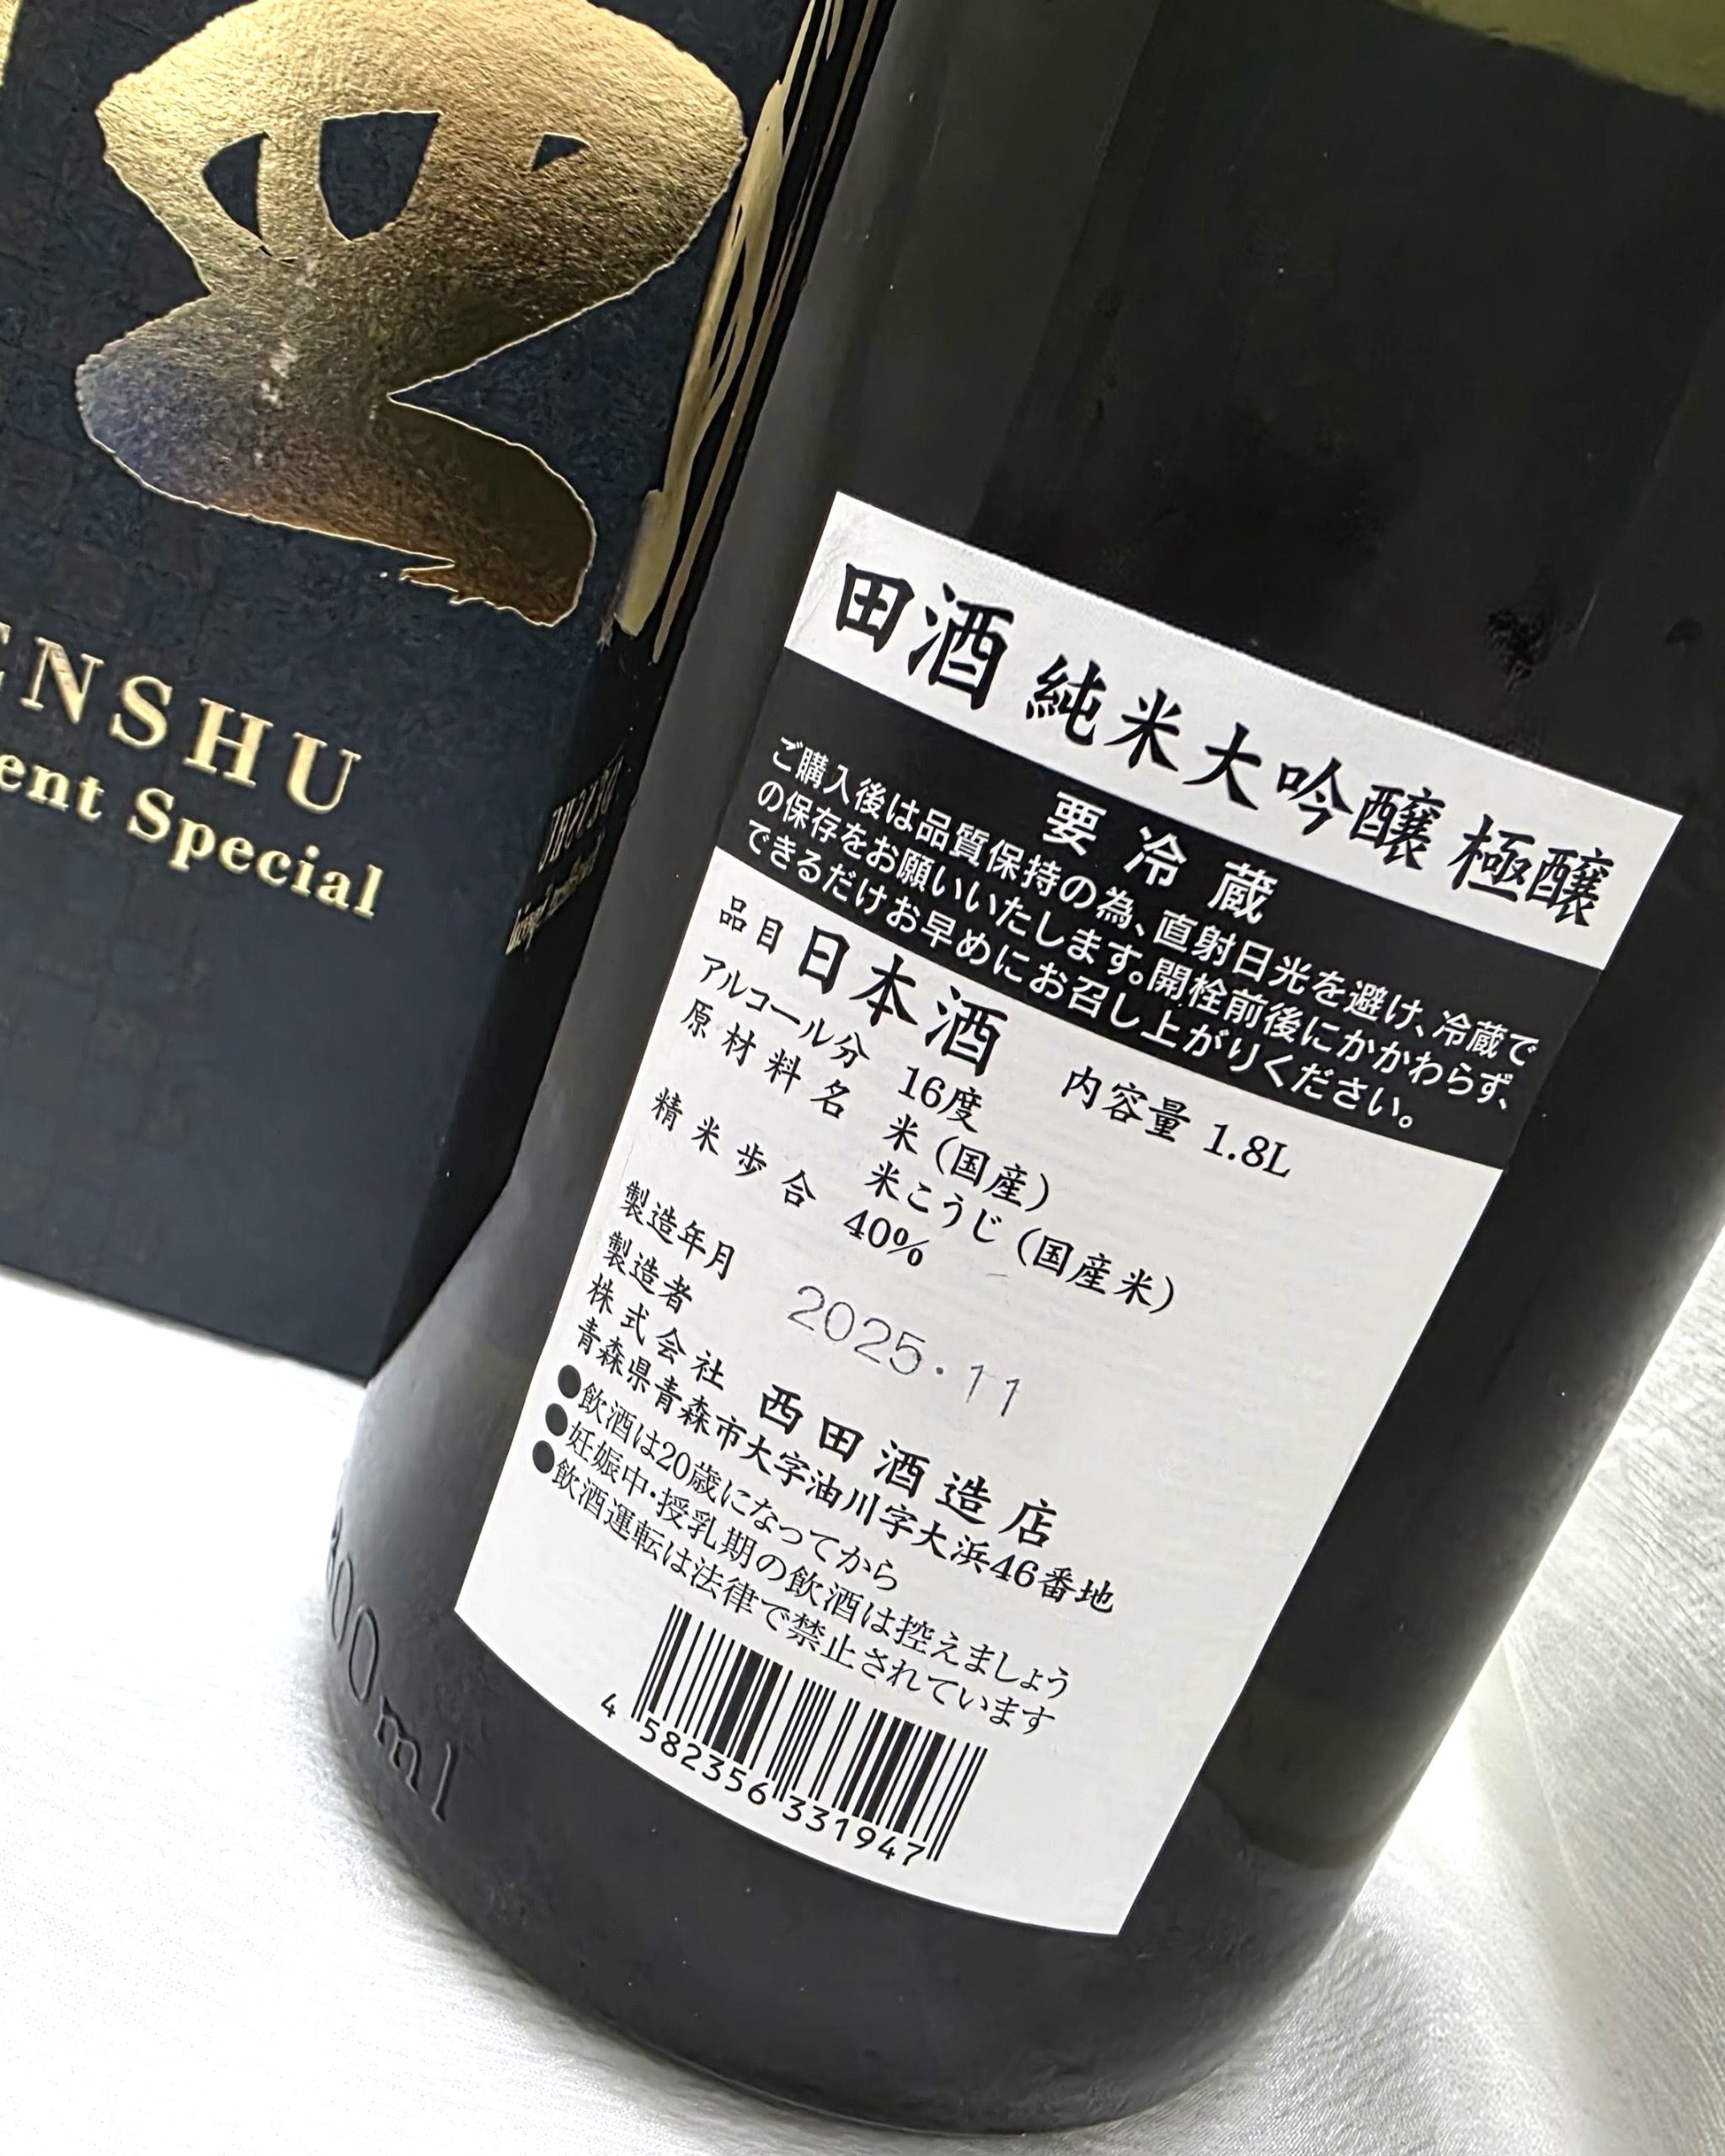 酒
ENSHU
ent Special
田酒 純米大吟醸 極醸
要冷蔵
ご購入後は品質保持の為、直射日光を避け、冷蔵で
の保存をお願いいたします。開栓前後にかかわらず、
できるだけお早めにお召し上がりください。
品目 日本酒 内容量 1.8L
アルコール分 16度
原材料名 米（国産）
米こうじ（国産米）
精米歩合 40%
製造年月 2025.11
製造者
株式会社 西田酒造店
青森県青森市大字油川字大浜46番地
●飲酒は20歳になってから
●妊娠中・授乳期の飲酒は控えましょう
●飲酒運転は法律で禁止されています
4 582356 331947
00ml